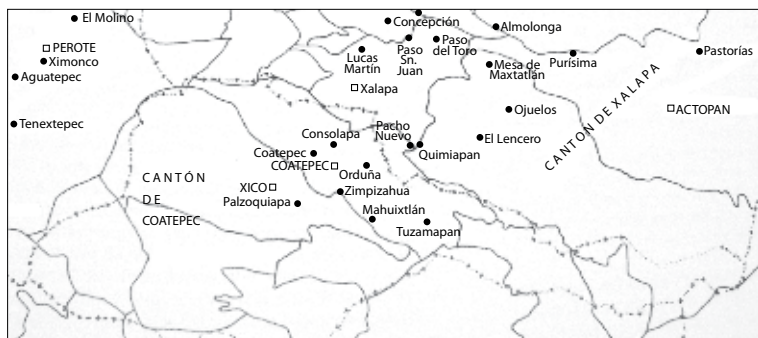 El Molino
Concepción
Almolonga
PEROTE
Ximonco
Aguatepec
Lucas
Martín
Paso
Sn.
Juan
Paso
del Toro
Mesa de
Maxtatlán
Purísima
Pastorías
Xalapa
Ojuelos
CANTON DE XALAPA
ACTOPAN
Tenextepec
Consolapa
Pacho
Nuevo
El Lencero
Coatepec
Quimiapan
COATEPEC
Orduña
CANTÓN
DE
COATEPEC
XICO
Zimpizahua
Palzoquiapa
Mahuixtlán
Tuzamapan